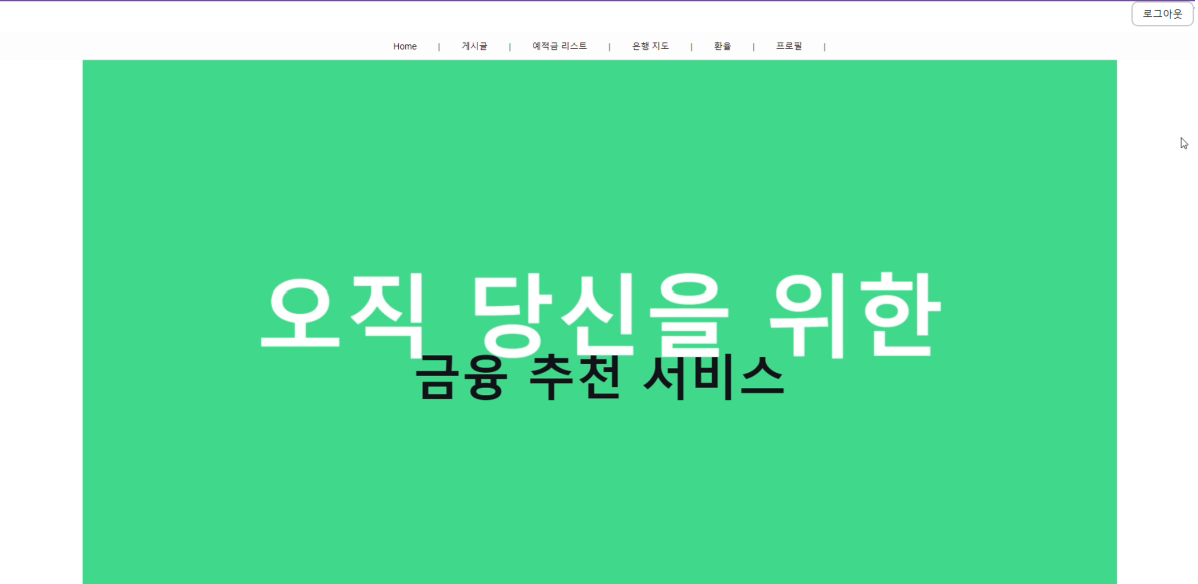 로그아웃
Home | 게시글 | 예적금 리스트 | 은행 지도 | 환율 | 프로필 |
오직 당신을 위한
금융 추천 서비스